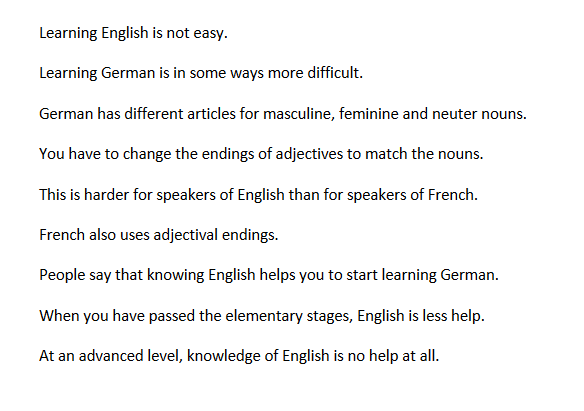 Learning English is not easy.
Learning German is in some ways more difficult.
German has different articles for masculine, feminine and neuter nouns.
You have to change the endings of adjectives to match the nouns.
This is harder for speakers of English than for speakers of French.
French also uses adjectival endings.
People say that knowing English helps you to start learning German.
When you have passed the elementary stages, English is less help.
At an advanced level, knowledge of English is no help at all.